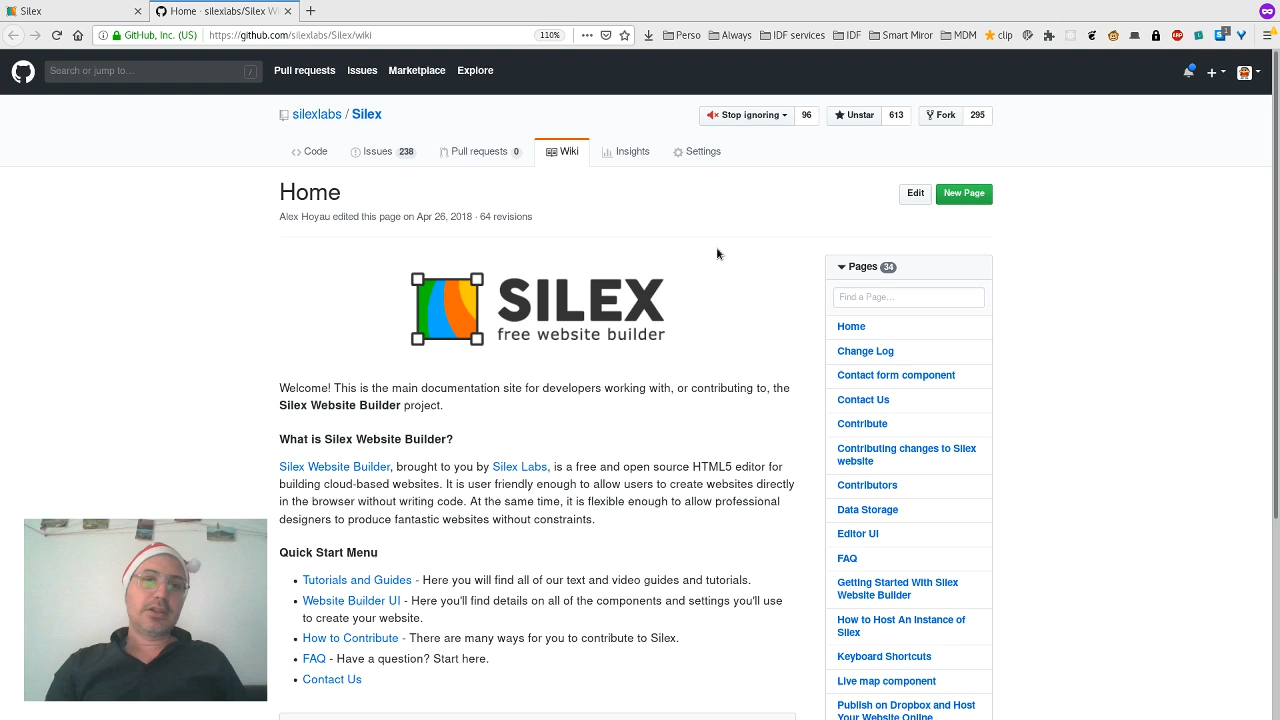 Silex
Home · silexlabs/Silex Wi
GitHub, Inc. (US)
https://github.com/silexlabs/Silex/wiki
110%
Perso
Always
IDF services
IDF
Smart Miror
MDM
clip
Search or jump to…
/
Pull requests
Issues
Marketplace
Explore
silexlabs / Silex
Stop ignoring
96
Unstar
613
Fork
295
Code
Issues 238
Pull requests 0
Wiki
Insights
Settings
Home
Edit
New Page
Alex Hoyau edited this page on Apr 26, 2018 · 64 revisions
SILEX
free website builder
Welcome! This is the main documentation site for developers working with, or contributing to, the
Silex Website Builder project.
What is Silex Website Builder?
Silex Website Builder, brought to you by Silex Labs, is a free and open source HTML5 editor for
building cloud-based websites. It is user friendly enough to allow users to create websites directly
in the browser without writing code. At the same time, it is flexible enough to allow professional
designers to produce fantastic websites without constraints.
Quick Start Menu
Tutorials and Guides - Here you will find all of our text and video guides and tutorials.
Website Builder UI - Here you'll find details on all of the components and settings you'll use
to create your website.
How to Contribute - There are many ways for you to contribute to Silex.
FAQ - Have a question? Start here.
Contact Us
Pages 34
Find a Page…
Home
Change Log
Contact form component
Contact Us
Contribute
Contributing changes to Silex
website
Contributors
Data Storage
Editor UI
FAQ
Getting Started With Silex
Website Builder
How to Host An Instance of
Silex
Keyboard Shortcuts
Live map component
Publish on Dropbox and Host
Your Website Online